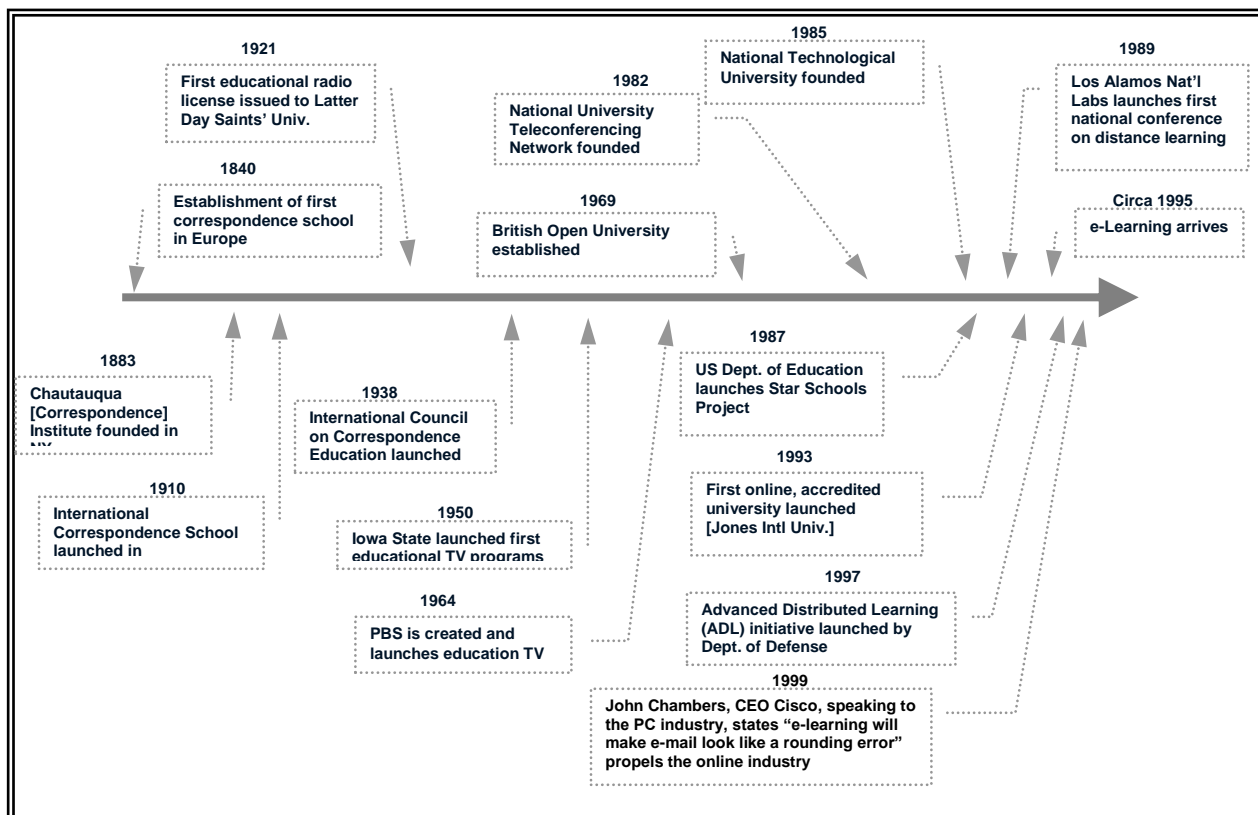 1921
First educational radio
license issued to Latter
Day Saints' Univ.
1840
Establishment of first
correspondence school
in Europe
1982
National University
Teleconferencing
Network founded
1969
British Open University
established
1985
National Technological
University founded
1989
Los Alamos Nat'l
Labs launches first
national conference
on distance learning
Circa 1995
e-Learning arrives
1883
Chautauqua
[Correspondence]
Institute founded in
1910
International
Correspondence School
launched in
1938
International Council
on Correspondence
Education launched
1950
Iowa State launched first
educational TV programs
1964
PBS is created and
launches education TV
1987
US Dept. of Education
launches Star Schools
Project
1993
First online, accredited
university launched
[Jones Intl Univ.]
1997
Advanced Distributed Learning
(ADL) initiative launched by
Dept. of Defense
1999
John Chambers, CEO Cisco, speaking to
the PC industry, states “e-learning will
make e-mail look like a rounding error”
propels the online industry